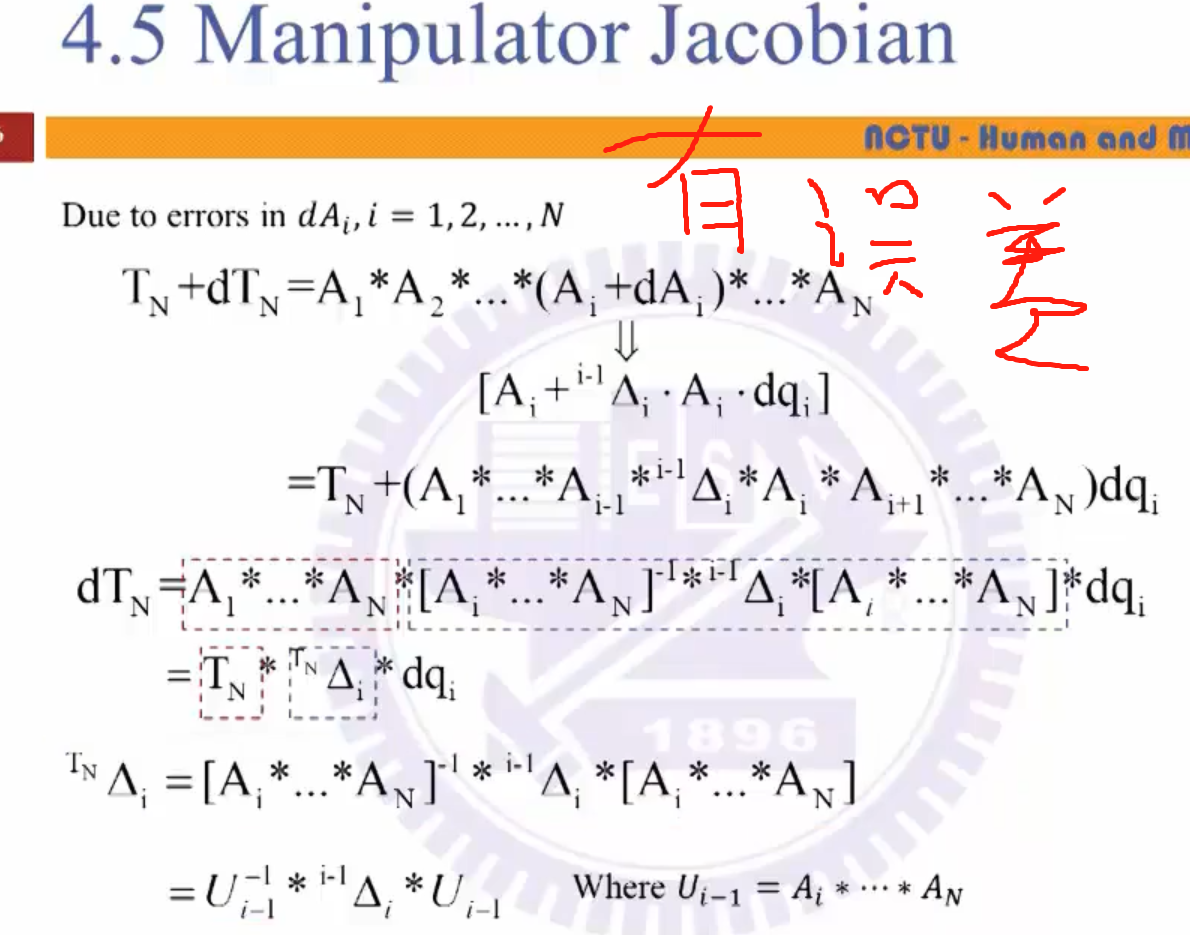 4.5 Manipulator Jacobian
NCTU - Human and M
有误差
Due to errors in dAᵢ, i = 1, 2, ..., N
T_N+dT_N=A_1*A_2*...*(A_i+dA_i)*...*A_N
⇓
[A_i+^{i-1}Δ_i·A_i·dq_i]
=T_N+(A_1*...*A_{i-1}*^{i-1}Δ_i*A_i*A_{i+1}*...*A_N)dq_i
dT_N=A_1*...*A_N*[A_i*...*A_N]^{-1}*^{i-1}Δ_i*[A_i*...*A_N]*dq_i
=T_N*^{T_N}Δ_i*dq_i
^{T_N}Δ_i=[A_i*...*A_N]^{-1}*^{i-1}Δ_i*[A_i*...*A_N]
=U_{i-1}^{-1}*^{i-1}Δ_i*U_{i-1} Where U_{i-1} = A_i * ⋯ * A_N
ESA
1896